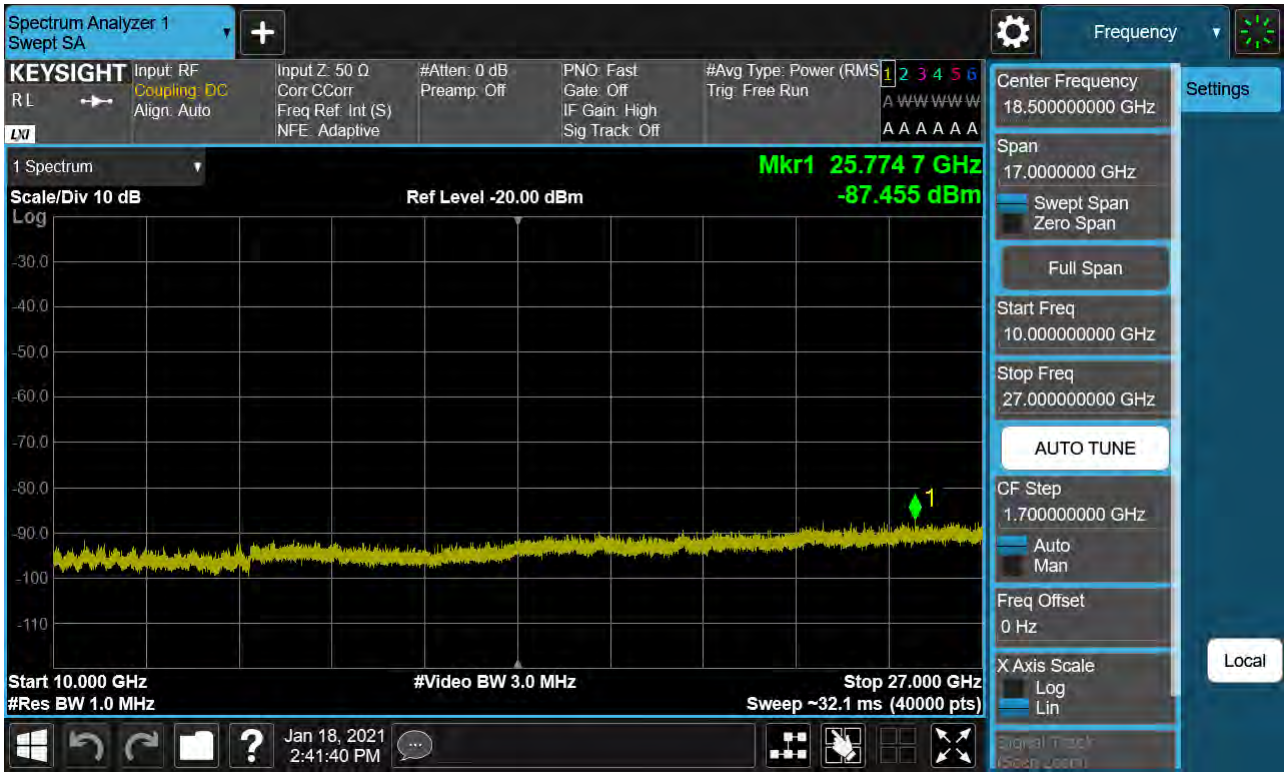 Spectrum Analyzer 1
Swept SA
+
Frequency
KEYSIGHT
RL
LXI
Input: RF
Coupling: DC
Align: Auto
Input Z: 50 Ω
Corr CCorr
Freq Ref: Int (S)
NFE: Adaptive
#Atten: 0 dB
Preamp: Off
PNO: Fast
Gate: Off
IF Gain: High
Sig Track: Off
#Avg Type: Power (RMS
Trig: Free Run
1 2 3 4 5 6
A W W W W W
A A A A A A
1 Spectrum
Scale/Div 10 dB
Log
Ref Level -20.00 dBm
Mkr1 25.774 7 GHz
-87.455 dBm
-30.0
-40.0
-50.0
-60.0
-70.0
-80.0
-90.0
-100
-110
1
Start 10.000 GHz
#Res BW 1.0 MHz
#Video BW 3.0 MHz
Stop 27.000 GHz
Sweep ~32.1 ms (40000 pts)
Center Frequency
18.500000000 GHz
Span
17.0000000 GHz
Swept Span
Zero Span
Full Span
Start Freq
10.000000000 GHz
Stop Freq
27.000000000 GHz
AUTO TUNE
CF Step
1.700000000 GHz
Auto
Man
Freq Offset
0 Hz
X Axis Scale
Log
Lin
Signal Track
(Span Zoom)
Settings
Local
?
Jan 18, 2021
2:41:40 PM